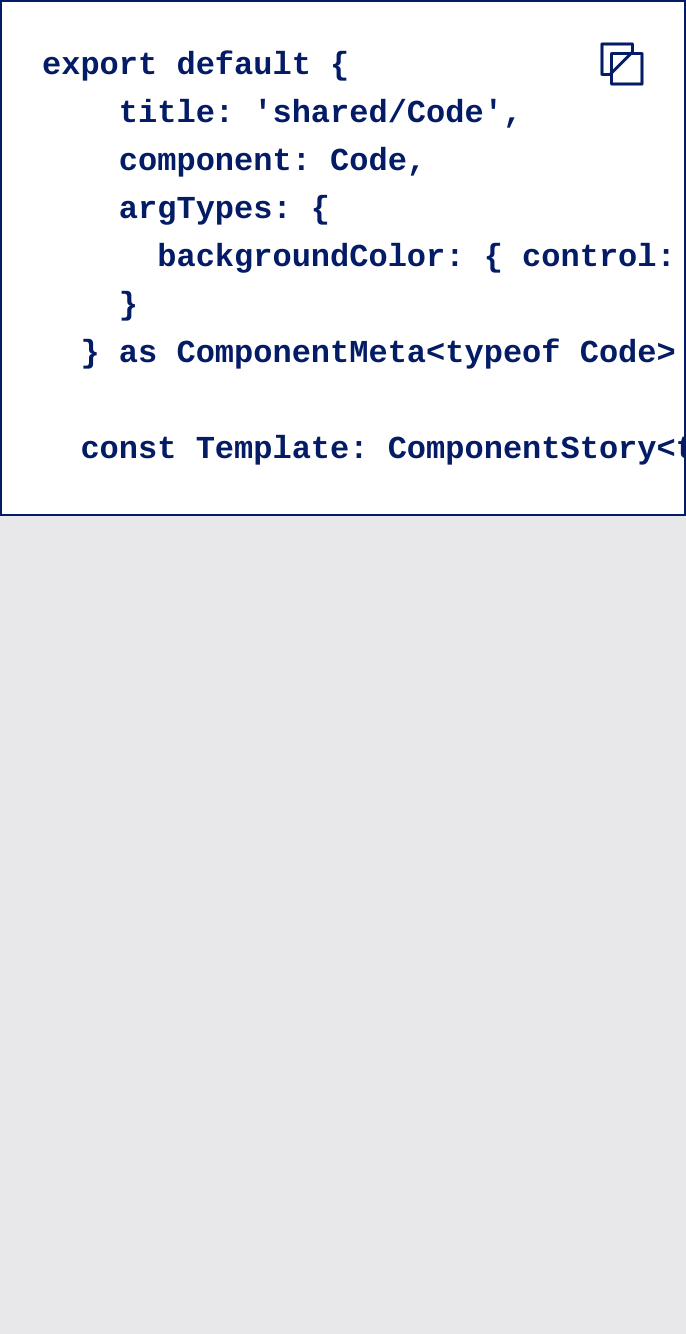 export default {
    title: 'shared/Code',
    component: Code,
    argTypes: {
      backgroundColor: { control:
    }
  } as ComponentMeta<typeof Code>
  const Template: ComponentStory<t